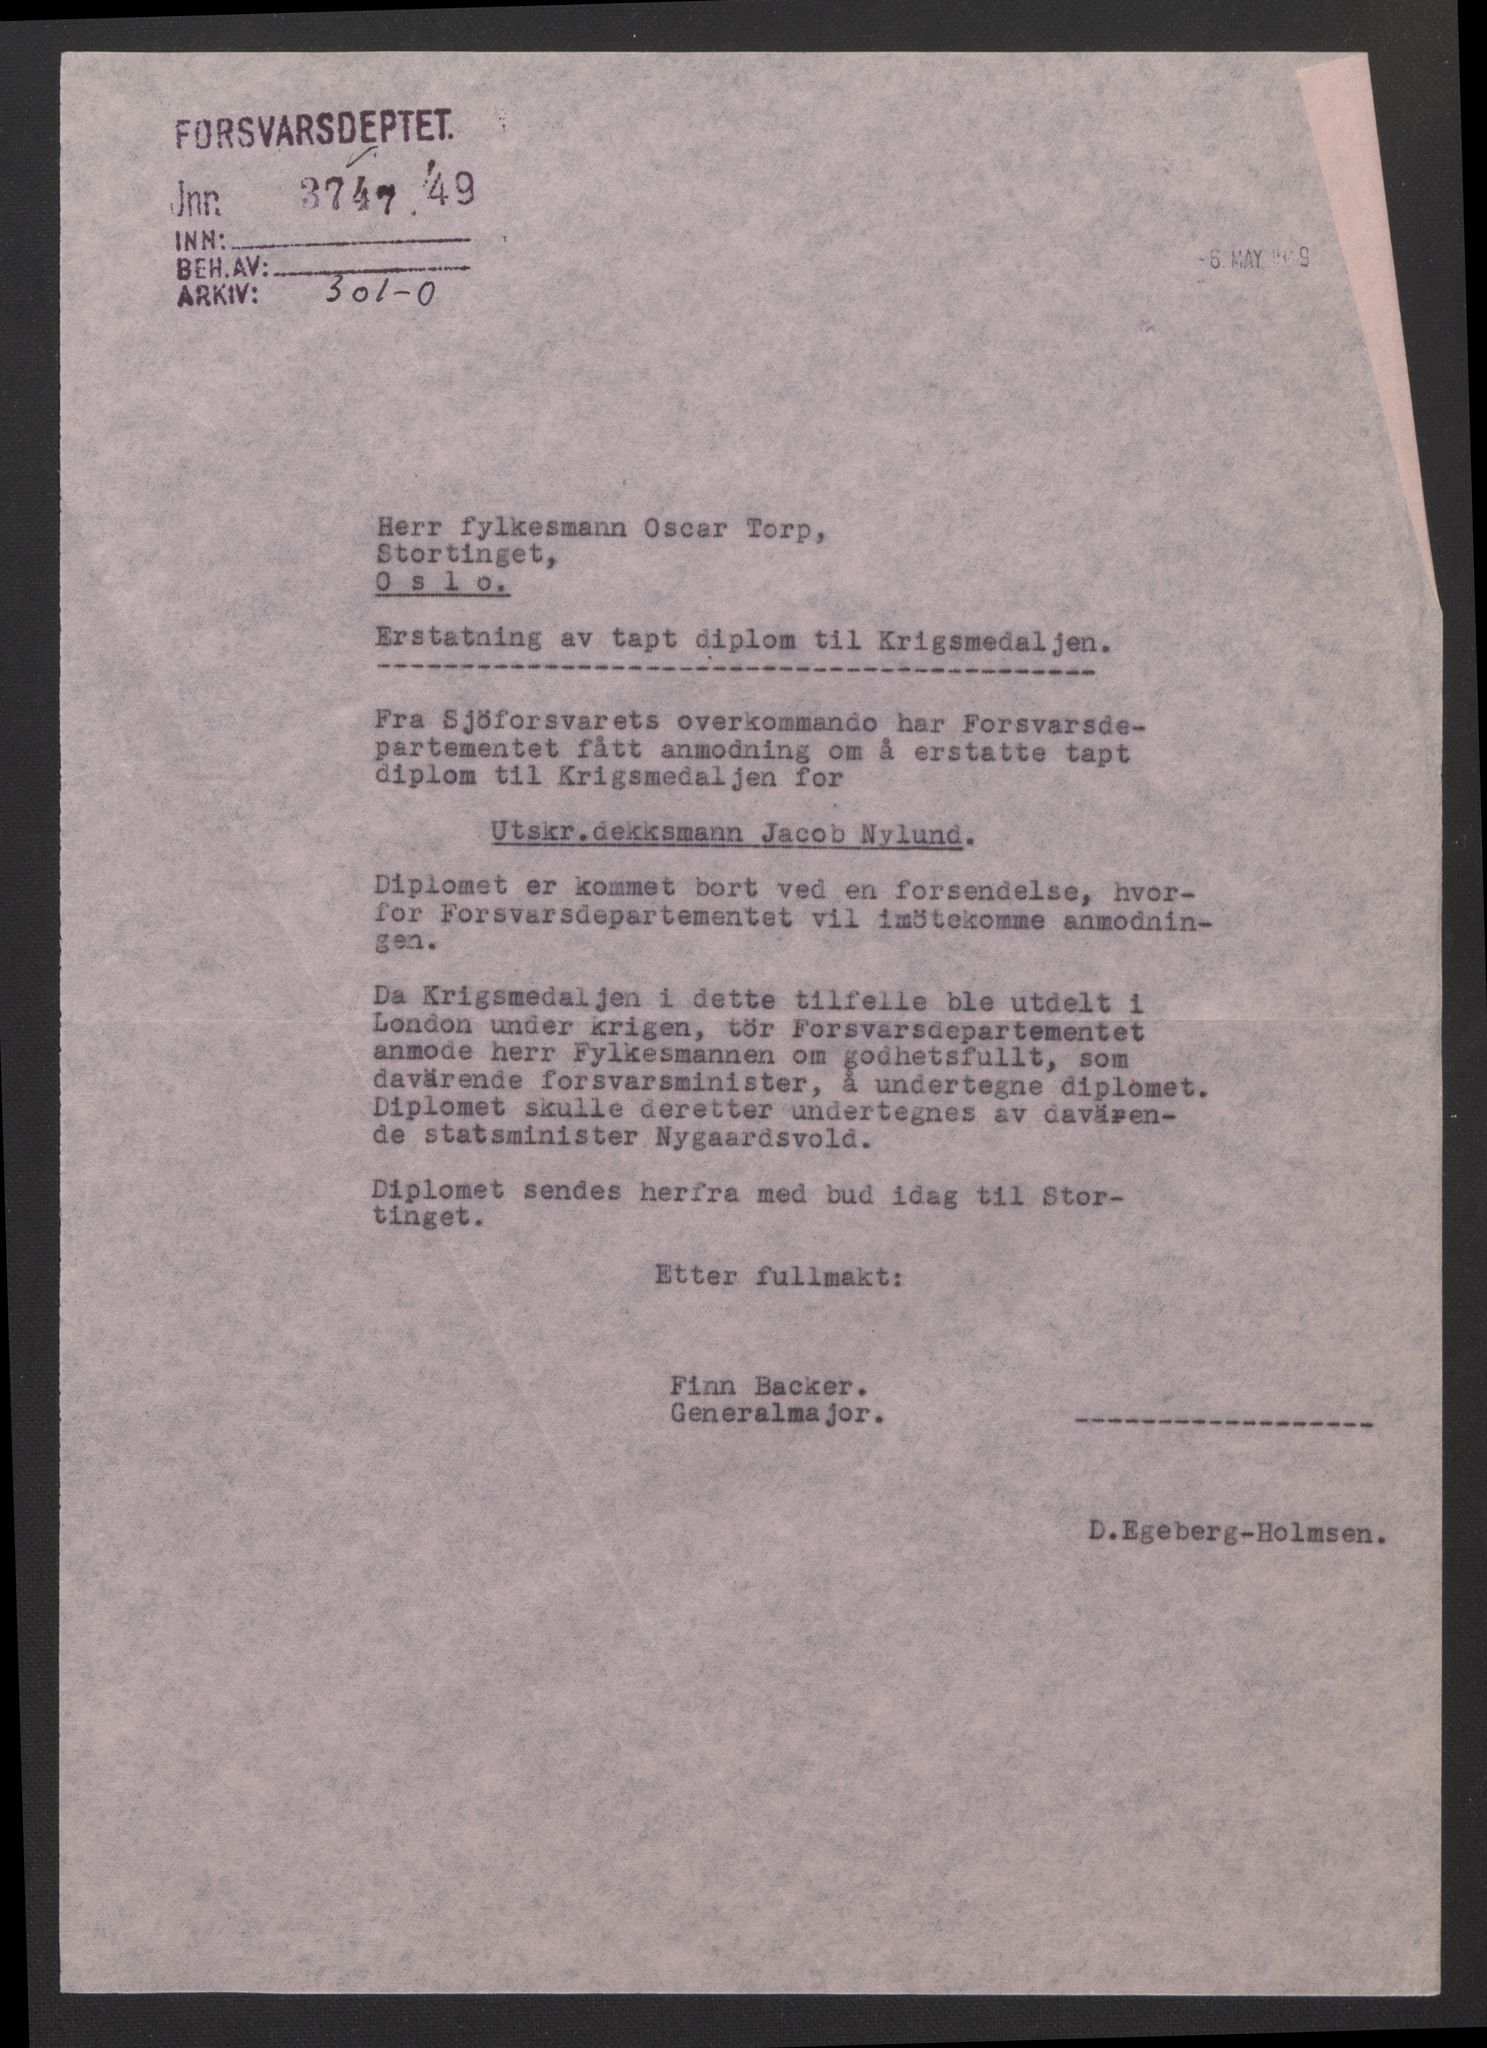 FORSVARSDEPTET.
Jnr. 3747.'49
INN:
BEH.AV:
ARKIV: 301-0
-6. MAY 1949
Herr fylkesmann Oscar Torp,
Stortinget,
O s l o.
Erstatning av tapt diplom til Krigsmedaljen.
Fra Sjöforsvarets overkommando har Forsvarsde-
partementet fått anmodning om å erstatte tapt
diplom til Krigsmedaljen for
Utskr.dekksmann Jacob Nylund.
Diplomet er kommet bort ved en forsendelse, hvor-
for Forsvarsdepartementet vil imötekomme anmodnin-
gen.
Da Krigsmedaljen i dette tilfelle ble utdelt i
London under krigen, tör Forsvarsdepartementet
anmode herr Fylkesmannen om godhetsfullt, som
davärende forsvarsminister, å undertegne diplomet.
Diplomet skulle deretter undertegnes av davären-
de statsminister Nygaardsvold.
Diplomet sendes herfra med bud idag til Stor-
tinget.
Etter fullmakt:
Finn Backer.
Generalmajor.
D.Egeberg-Holmsen.